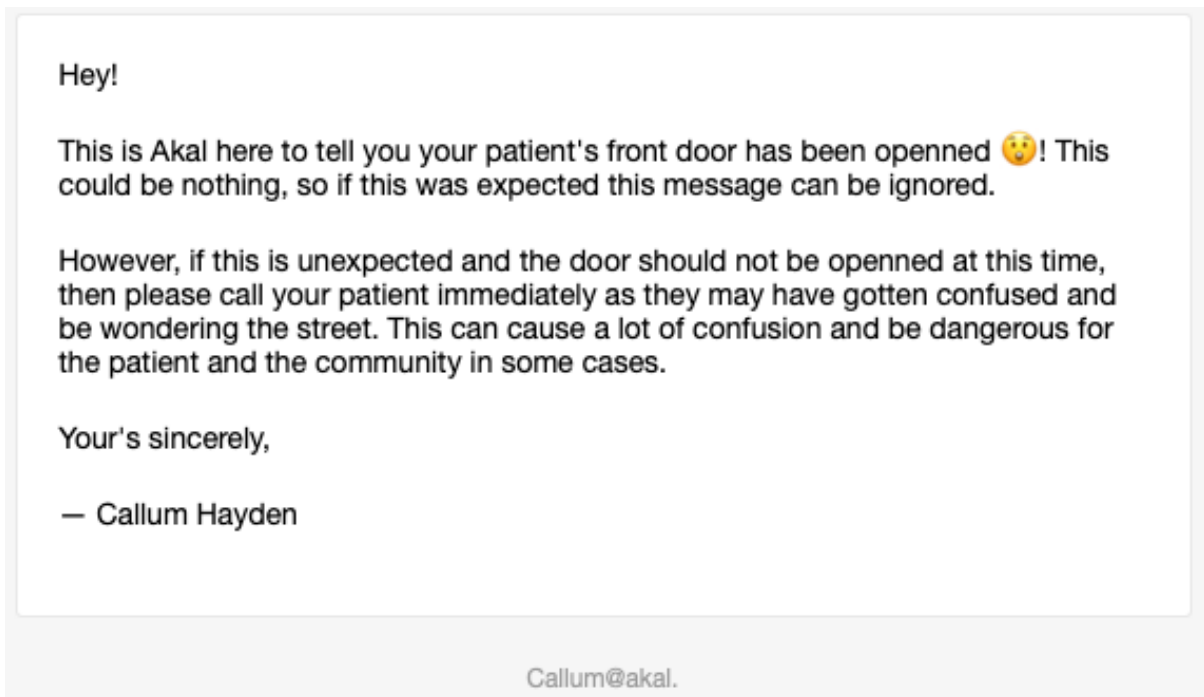 Hey!
This is Akal here to tell you your patient's front door has been openned 😲! This
could be nothing, so if this was expected this message can be ignored.
However, if this is unexpected and the door should not be openned at this time,
then please call your patient immediately as they may have gotten confused and
be wondering the street. This can cause a lot of confusion and be dangerous for
the patient and the community in some cases.
Your's sincerely,
— Callum Hayden
Callum@akal.